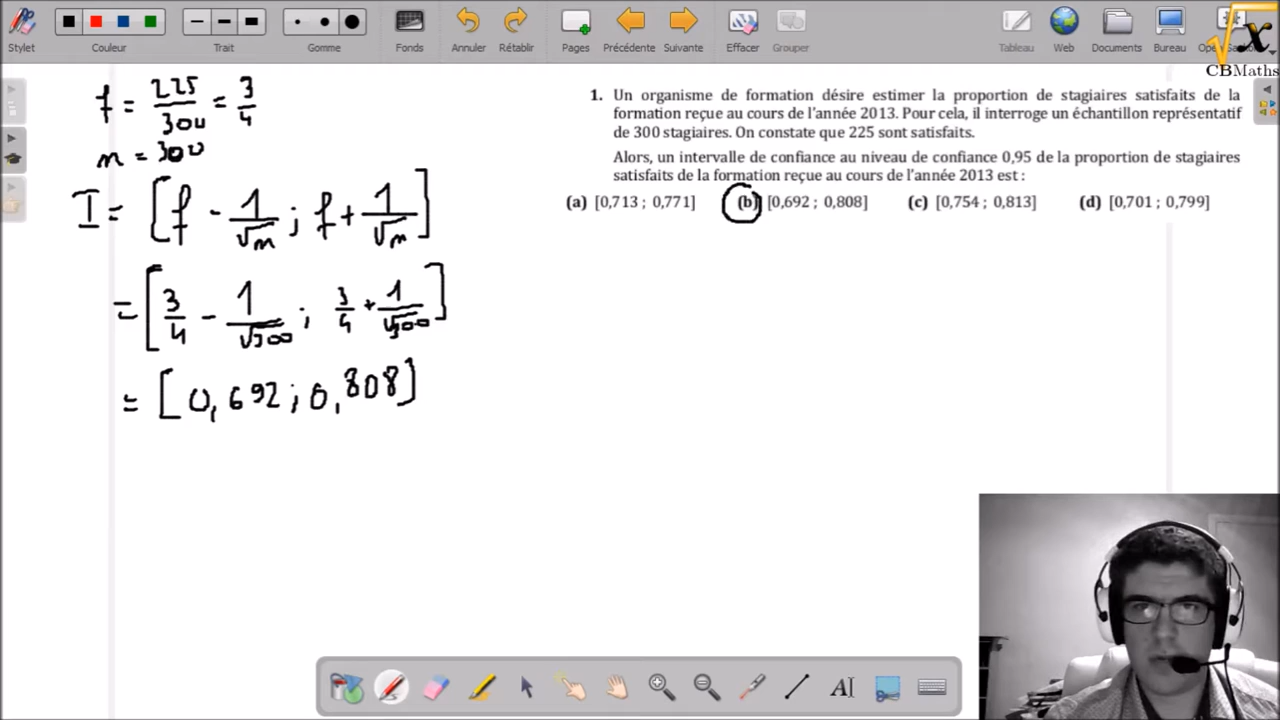 Stylet Couleur Trait Gomme Fonds Annuler Rétablir Pages Précédente Suivante Effacer Grouper Tableau Web Documents Bureau
CBMaths
f = 225/300 = 3/4
n = 300
I = [f - 1/√n ; f + 1/√n]
= [3/4 - 1/√300 ; 3/4 + 1/√300]
= [0,692 ; 0,808]
1. Un organisme de formation désire estimer la proportion de stagiaires satisfaits de la
formation reçue au cours de l'année 2013. Pour cela, il interroge un échantillon représentatif
de 300 stagiaires. On constate que 225 sont satisfaits.
Alors, un intervalle de confiance au niveau de confiance 0,95 de la proportion de stagiaires
satisfaits de la formation reçue au cours de l'année 2013 est :
(a) [0,713 ; 0,771] (b) [0,692 ; 0,808] (c) [0,754 ; 0,813] (d) [0,701 ; 0,799]